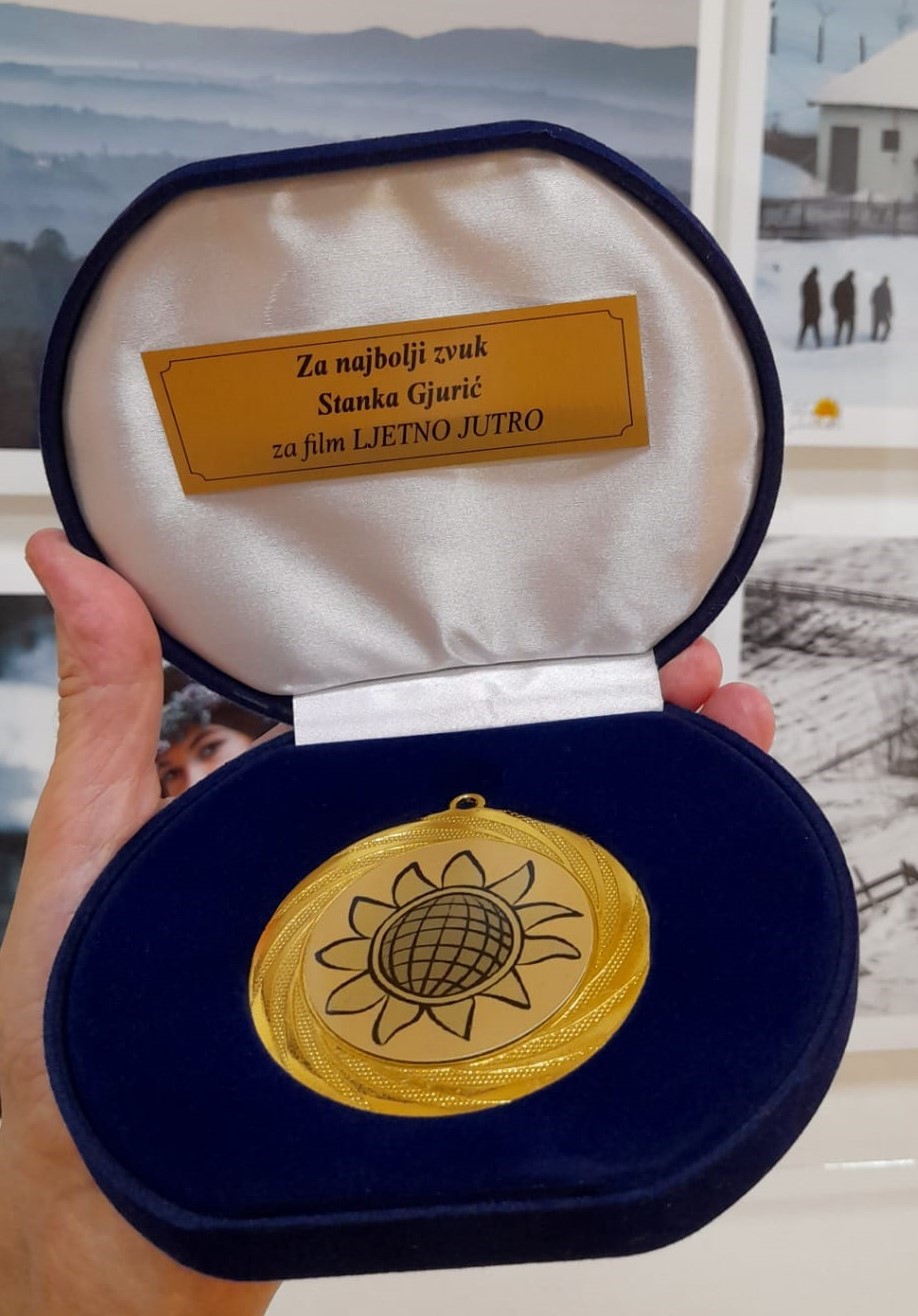 Za najbolji zvuk
Stanka Gjurić
za film LJETNO JUTRO